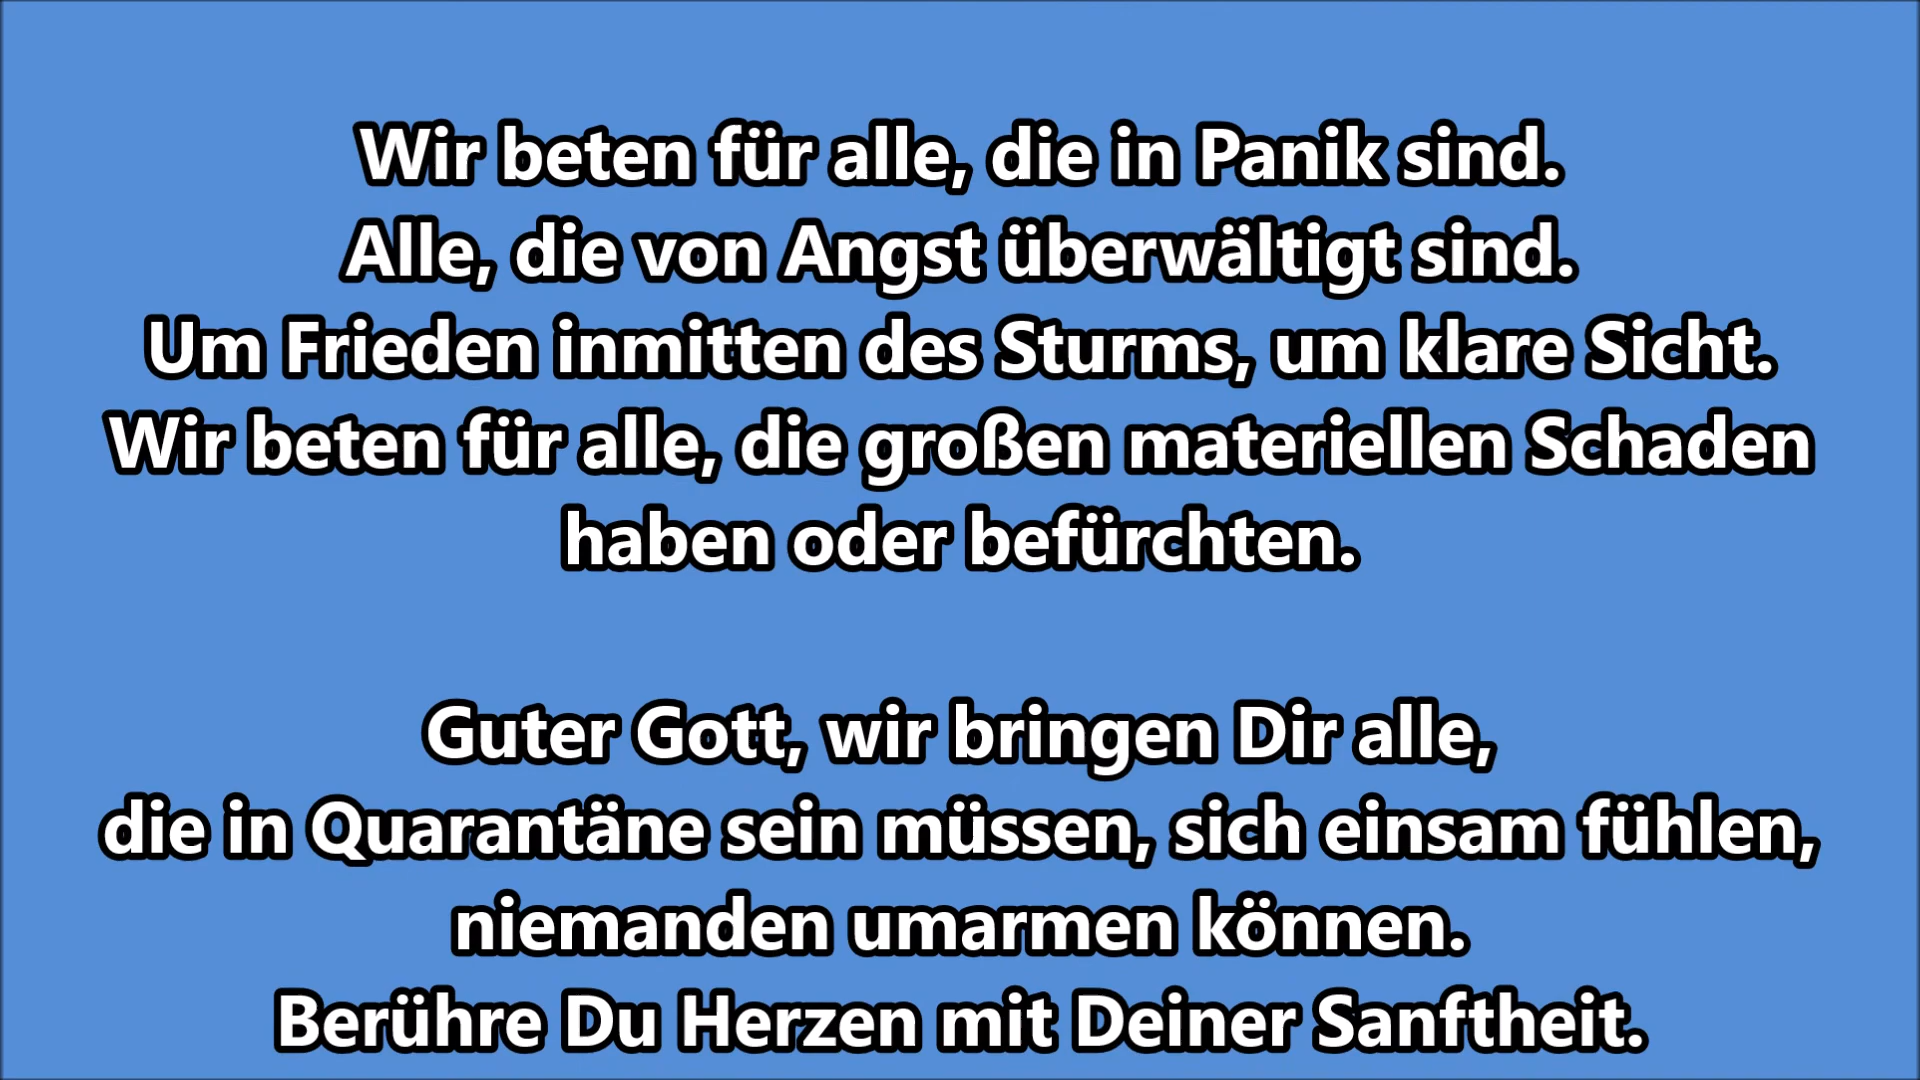 Wir beten für alle, die in Panik sind.
Alle, die von Angst überwältigt sind.
Um Frieden inmitten des Sturms, um klare Sicht.
Wir beten für alle, die großen materiellen Schaden
haben oder befürchten.
Guter Gott, wir bringen Dir alle,
die in Quarantäne sein müssen, sich einsam fühlen,
niemanden umarmen können.
Berühre Du Herzen mit Deiner Sanftheit.